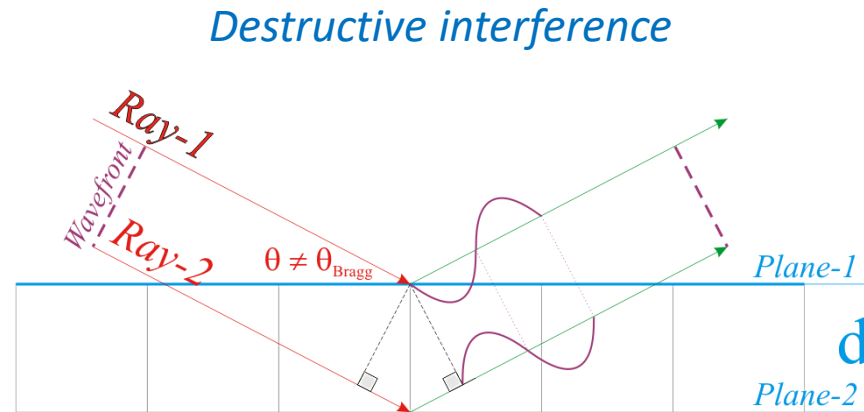 Destructive interference
Ray-1
Wavefront
Ray-2
θ ≠ θBragg
Plane-1
d
Plane-2